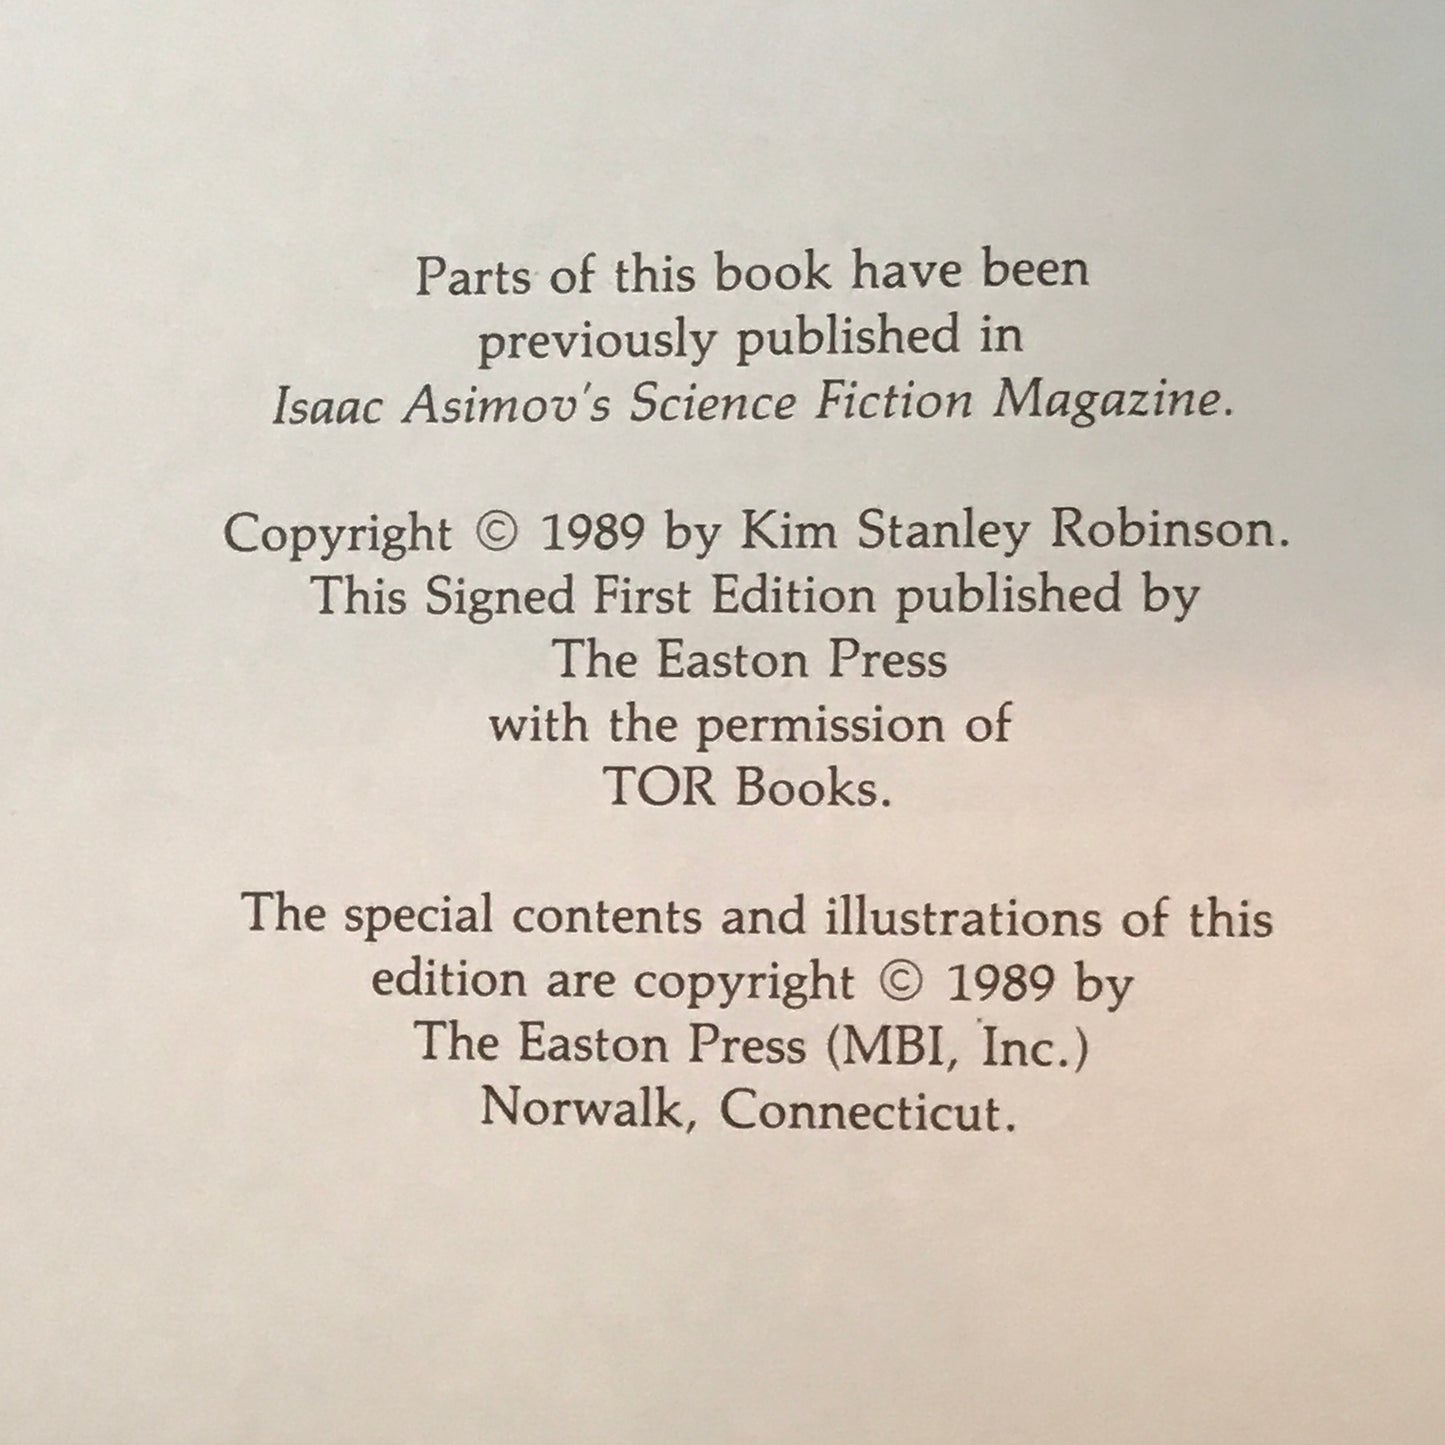 Parts of this book have been
previously published in
Isaac Asimov's Science Fiction Magazine.
Copyright © 1989 by Kim Stanley Robinson.
This Signed First Edition published by
The Easton Press
with the permission of
TOR Books.
The special contents and illustrations of this
edition are copyright © 1989 by
The Easton Press (MBI, Inc.)
Norwalk, Connecticut.